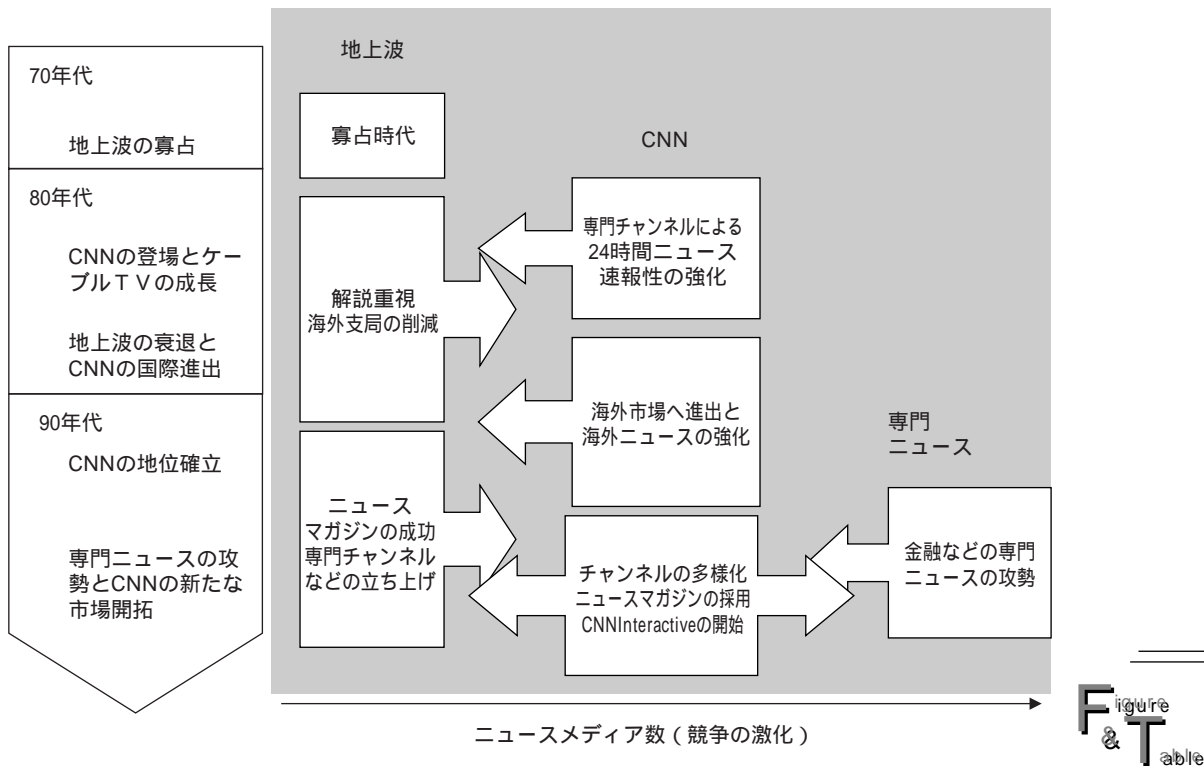 70年代
地上波の寡占
80年代
CNNの登場とケー
ブルＴＶの成長
地上波の衰退と
CNNの国際進出
90年代
CNNの地位確立
専門ニュースの攻
勢とCNNの新たな
市場開拓
地上波
寡占時代
解説重視
海外支局の削減
ニュース
マガジンの成功
専門チャンネル
などの立ち上げ
CNN
専門チャンネルによる
24時間ニュース
速報性の強化
海外市場へ進出と
海外ニュースの強化
チャンネルの多様化
ニュースマガジンの採用
CNNInteractiveの開始
専門
ニュース
金融などの専門
ニュースの攻勢
ニュースメディア数（競争の激化）
Figure
& Table